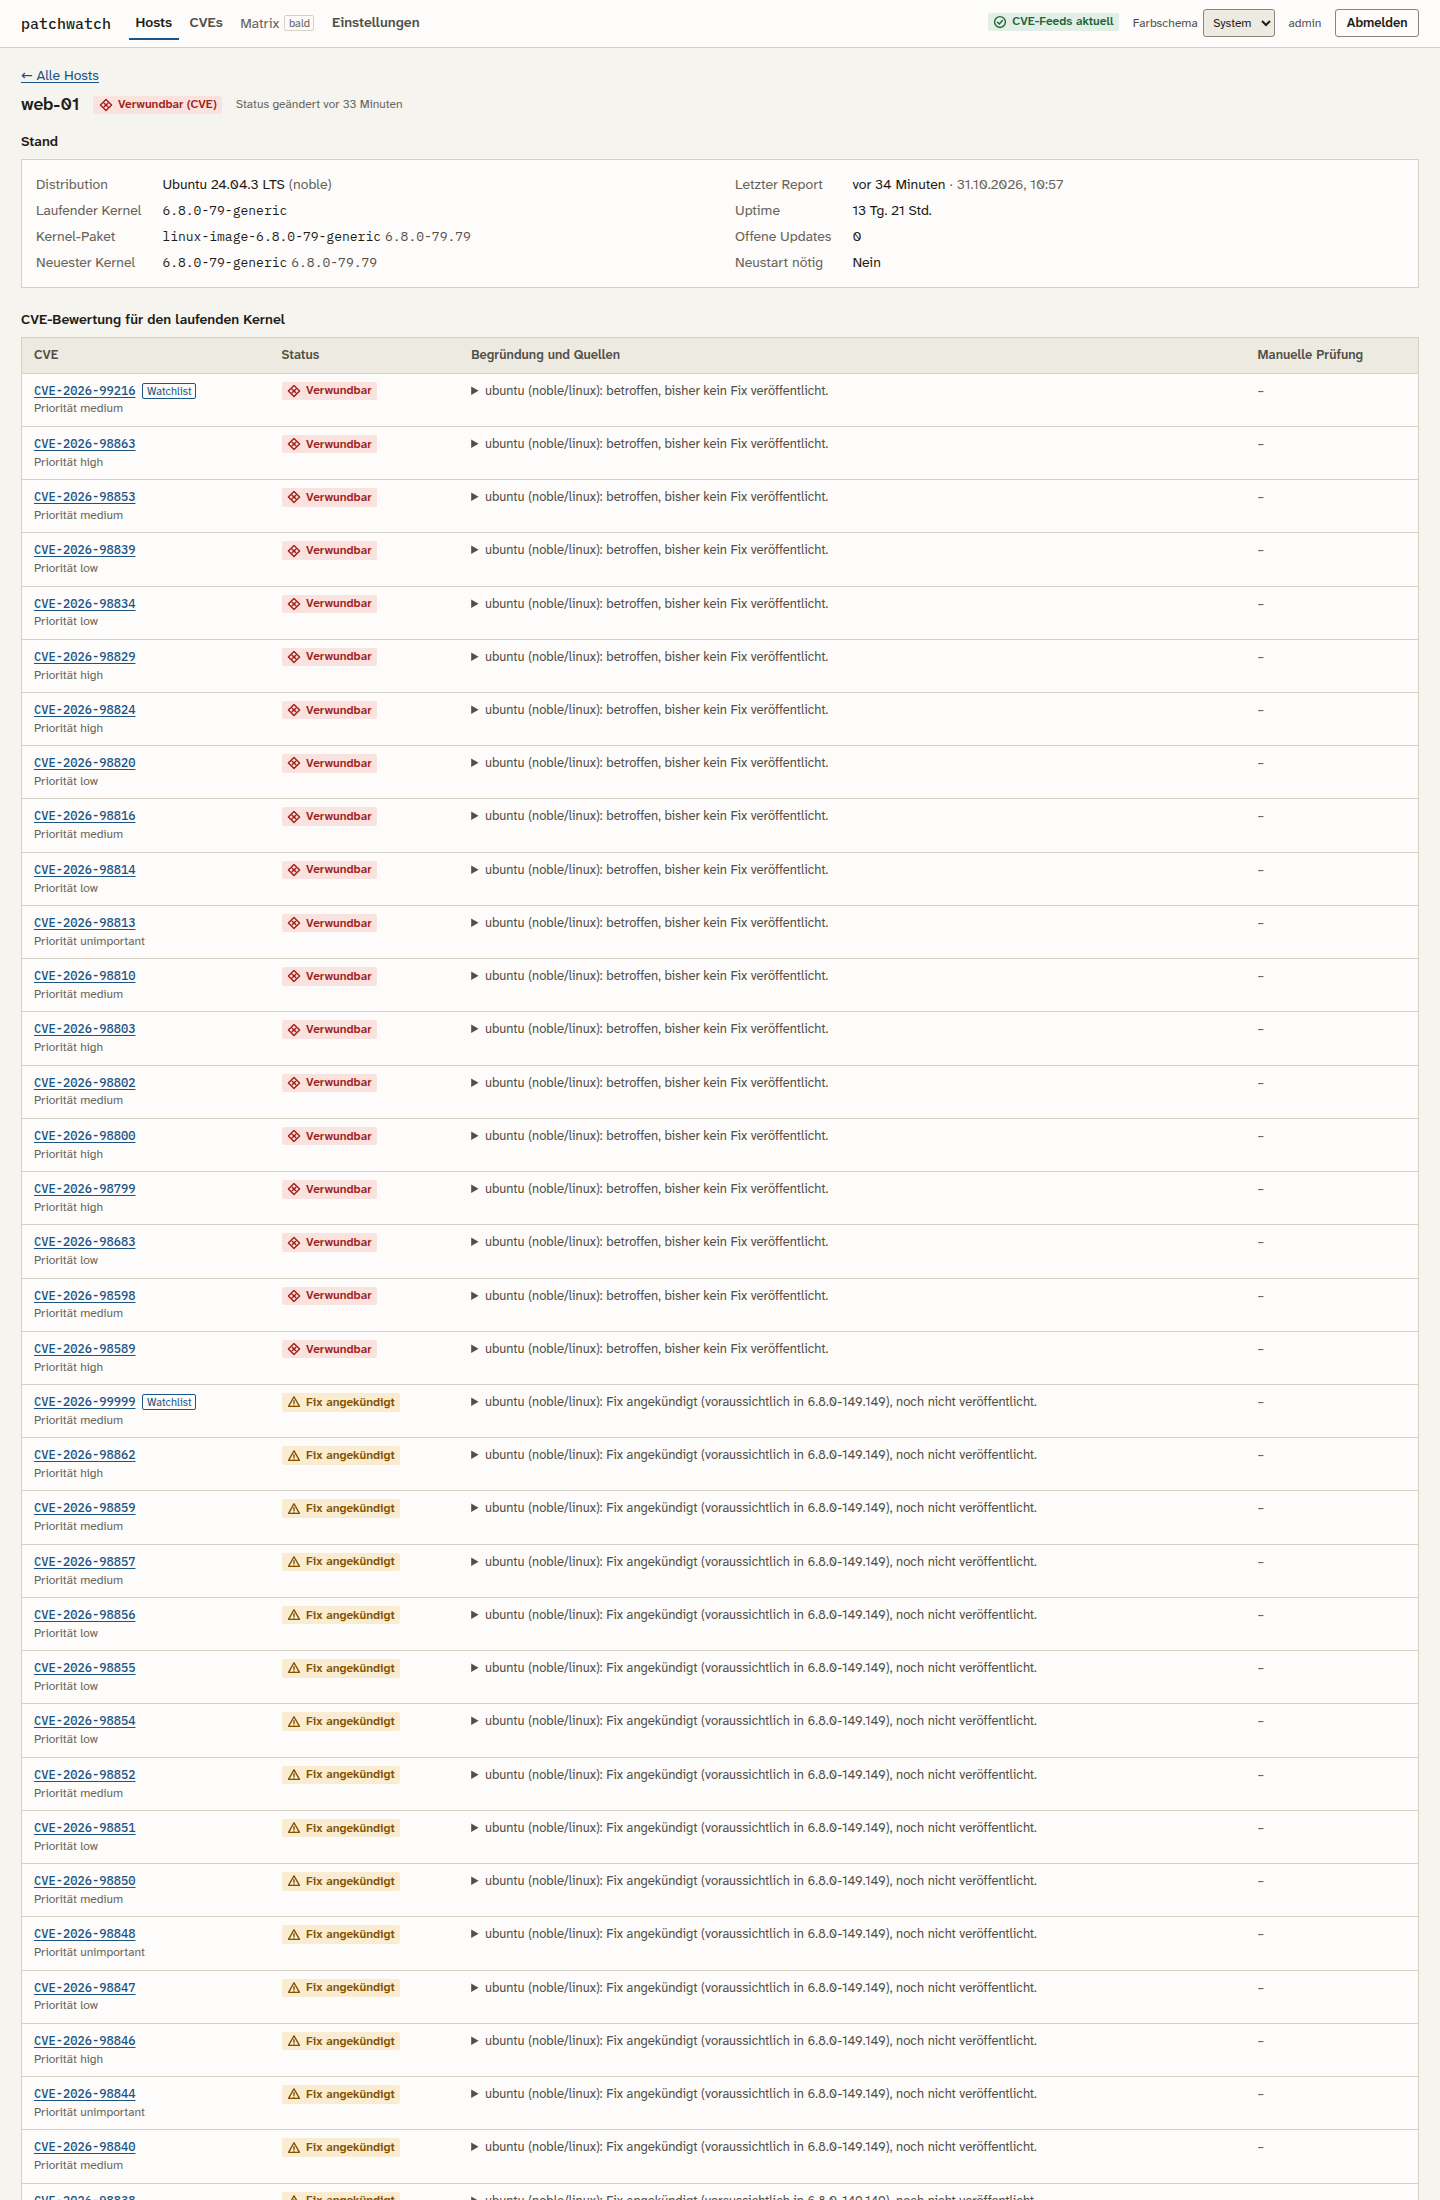 patchwatch Hosts CVEs Matrix bald Einstellungen CVE-Feeds aktuell Farbschema System admin Abmelden
← Alle Hosts
web-01 Verwundbar (CVE) Status geändert vor 33 Minuten
Stand
Distribution Ubuntu 24.04.3 LTS (noble) Letzter Report vor 34 Minuten · 31.10.2026, 10:57
Laufender Kernel 6.8.0-79-generic Uptime 13 Tg. 21 Std.
Kernel-Paket linux-image-6.8.0-79-generic 6.8.0-79.79 Offene Updates 0
Neuester Kernel 6.8.0-79-generic 6.8.0-79.79 Neustart nötig Nein
CVE-Bewertung für den laufenden Kernel
CVE Status Begründung und Quellen Manuelle Prüfung
CVE-2026-99216 Watchlist Verwundbar ▶ ubuntu (noble/linux): betroffen, bisher kein Fix veröffentlicht. –
Priorität medium
CVE-2026-98863 Verwundbar ▶ ubuntu (noble/linux): betroffen, bisher kein Fix veröffentlicht. –
Priorität high
CVE-2026-98853 Verwundbar ▶ ubuntu (noble/linux): betroffen, bisher kein Fix veröffentlicht. –
Priorität medium
CVE-2026-98839 Verwundbar ▶ ubuntu (noble/linux): betroffen, bisher kein Fix veröffentlicht. –
Priorität low
CVE-2026-98834 Verwundbar ▶ ubuntu (noble/linux): betroffen, bisher kein Fix veröffentlicht. –
Priorität low
CVE-2026-98829 Verwundbar ▶ ubuntu (noble/linux): betroffen, bisher kein Fix veröffentlicht. –
Priorität high
CVE-2026-98824 Verwundbar ▶ ubuntu (noble/linux): betroffen, bisher kein Fix veröffentlicht. –
Priorität high
CVE-2026-98820 Verwundbar ▶ ubuntu (noble/linux): betroffen, bisher kein Fix veröffentlicht. –
Priorität low
CVE-2026-98816 Verwundbar ▶ ubuntu (noble/linux): betroffen, bisher kein Fix veröffentlicht. –
Priorität medium
CVE-2026-98814 Verwundbar ▶ ubuntu (noble/linux): betroffen, bisher kein Fix veröffentlicht. –
Priorität low
CVE-2026-98813 Verwundbar ▶ ubuntu (noble/linux): betroffen, bisher kein Fix veröffentlicht. –
Priorität unimportant
CVE-2026-98810 Verwundbar ▶ ubuntu (noble/linux): betroffen, bisher kein Fix veröffentlicht. –
Priorität medium
CVE-2026-98803 Verwundbar ▶ ubuntu (noble/linux): betroffen, bisher kein Fix veröffentlicht. –
Priorität high
CVE-2026-98802 Verwundbar ▶ ubuntu (noble/linux): betroffen, bisher kein Fix veröffentlicht. –
Priorität medium
CVE-2026-98800 Verwundbar ▶ ubuntu (noble/linux): betroffen, bisher kein Fix veröffentlicht. –
Priorität high
CVE-2026-98799 Verwundbar ▶ ubuntu (noble/linux): betroffen, bisher kein Fix veröffentlicht. –
Priorität high
CVE-2026-98683 Verwundbar ▶ ubuntu (noble/linux): betroffen, bisher kein Fix veröffentlicht. –
Priorität low
CVE-2026-98598 Verwundbar ▶ ubuntu (noble/linux): betroffen, bisher kein Fix veröffentlicht. –
Priorität medium
CVE-2026-98589 Verwundbar ▶ ubuntu (noble/linux): betroffen, bisher kein Fix veröffentlicht. –
Priorität high
CVE-2026-99999 Watchlist Fix angekündigt ▶ ubuntu (noble/linux): Fix angekündigt (voraussichtlich in 6.8.0-149.149), noch nicht veröffentlicht. –
Priorität medium
CVE-2026-98862 Fix angekündigt ▶ ubuntu (noble/linux): Fix angekündigt (voraussichtlich in 6.8.0-149.149), noch nicht veröffentlicht. –
Priorität high
CVE-2026-98859 Fix angekündigt ▶ ubuntu (noble/linux): Fix angekündigt (voraussichtlich in 6.8.0-149.149), noch nicht veröffentlicht. –
Priorität medium
CVE-2026-98857 Fix angekündigt ▶ ubuntu (noble/linux): Fix angekündigt (voraussichtlich in 6.8.0-149.149), noch nicht veröffentlicht. –
Priorität medium
CVE-2026-98856 Fix angekündigt ▶ ubuntu (noble/linux): Fix angekündigt (voraussichtlich in 6.8.0-149.149), noch nicht veröffentlicht. –
Priorität low
CVE-2026-98855 Fix angekündigt ▶ ubuntu (noble/linux): Fix angekündigt (voraussichtlich in 6.8.0-149.149), noch nicht veröffentlicht. –
Priorität low
CVE-2026-98854 Fix angekündigt ▶ ubuntu (noble/linux): Fix angekündigt (voraussichtlich in 6.8.0-149.149), noch nicht veröffentlicht. –
Priorität low
CVE-2026-98852 Fix angekündigt ▶ ubuntu (noble/linux): Fix angekündigt (voraussichtlich in 6.8.0-149.149), noch nicht veröffentlicht. –
Priorität medium
CVE-2026-98851 Fix angekündigt ▶ ubuntu (noble/linux): Fix angekündigt (voraussichtlich in 6.8.0-149.149), noch nicht veröffentlicht. –
Priorität low
CVE-2026-98850 Fix angekündigt ▶ ubuntu (noble/linux): Fix angekündigt (voraussichtlich in 6.8.0-149.149), noch nicht veröffentlicht. –
Priorität medium
CVE-2026-98848 Fix angekündigt ▶ ubuntu (noble/linux): Fix angekündigt (voraussichtlich in 6.8.0-149.149), noch nicht veröffentlicht. –
Priorität unimportant
CVE-2026-98847 Fix angekündigt ▶ ubuntu (noble/linux): Fix angekündigt (voraussichtlich in 6.8.0-149.149), noch nicht veröffentlicht. –
Priorität low
CVE-2026-98846 Fix angekündigt ▶ ubuntu (noble/linux): Fix angekündigt (voraussichtlich in 6.8.0-149.149), noch nicht veröffentlicht. –
Priorität high
CVE-2026-98844 Fix angekündigt ▶ ubuntu (noble/linux): Fix angekündigt (voraussichtlich in 6.8.0-149.149), noch nicht veröffentlicht. –
Priorität unimportant
CVE-2026-98840 Fix angekündigt ▶ ubuntu (noble/linux): Fix angekündigt (voraussichtlich in 6.8.0-149.149), noch nicht veröffentlicht. –
Priorität medium